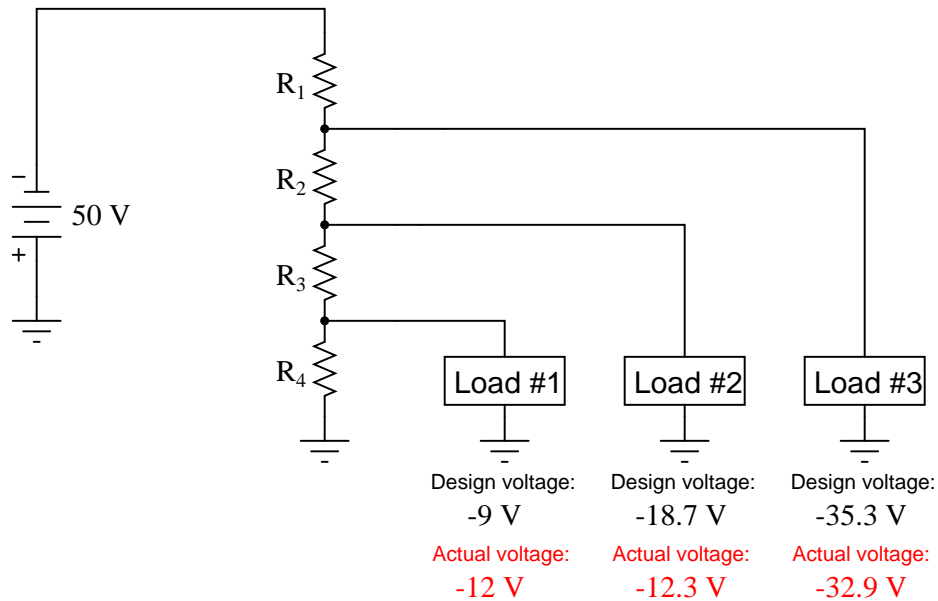 R1
-
R2
50 V
+
R3
R4
Load #1 Load #2 Load #3
Design voltage: Design voltage: Design voltage:
-9 V -18.7 V -35.3 V
Actual voltage: Actual voltage: Actual voltage:
-12 V -12.3 V -32.9 V